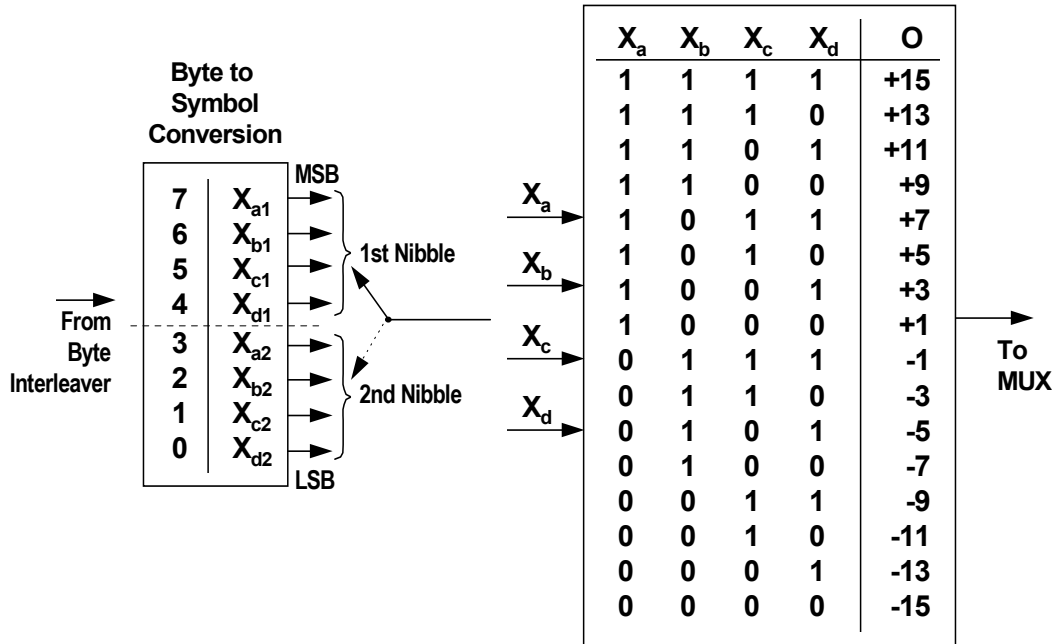 Byte to
Symbol
Conversion
MSB
7 X_a1
6 X_b1
5 X_c1
4 X_d1
1st Nibble
3 X_a2
2 X_b2
1 X_c2
0 X_d2
2nd Nibble
LSB
From
Byte
Interleaver
X_a
X_b
X_c
X_d
X_a X_b X_c X_d O
1 1 1 1 +15
1 1 1 0 +13
1 1 0 1 +11
1 1 0 0 +9
1 0 1 1 +7
1 0 1 0 +5
1 0 0 1 +3
1 0 0 0 +1
0 1 1 1 -1
0 1 1 0 -3
0 1 0 1 -5
0 1 0 0 -7
0 0 1 1 -9
0 0 1 0 -11
0 0 0 1 -13
0 0 0 0 -15
To
MUX